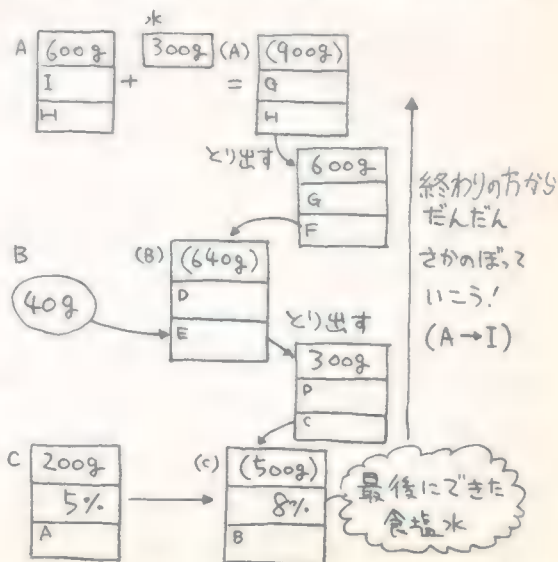 水
A 600g + 300g (A) (900g)
I = G
H H
とり出す 600g
G
F
B (B) (640g)
40g D
E とり出す
300g
D
C
C 200g (c) (500g)
5% 8%
A B
終わりの方から
だんだん
さかのぼって
いこう!
(A→I)
最後にできた
食塩水